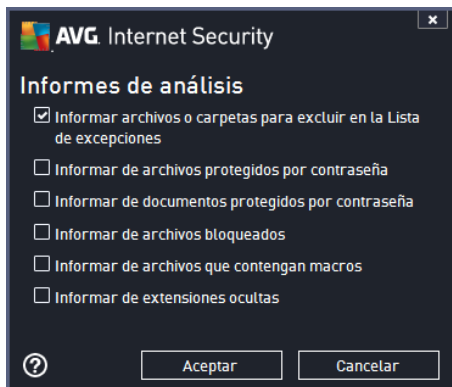 AVG. Internet Security
Informes de análisis
Informar archivos o carpetas para excluir en la Lista
de excepciones
Informar de archivos protegidos por contraseña
Informar de documentos protegidos por contraseña
Informar de archivos bloqueados
Informar de archivos que contengan macros
Informar de extensiones ocultas
Aceptar
Cancelar